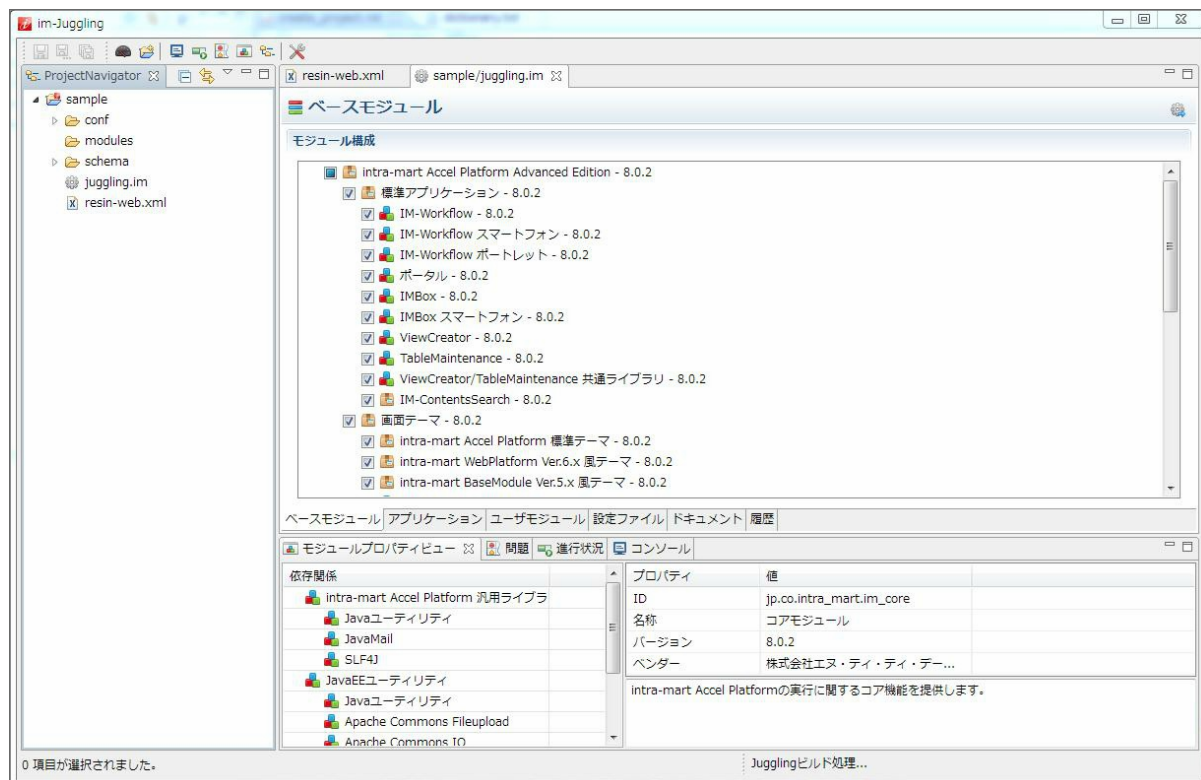 im-Juggling
ProjectNavigator
sample
conf
modules
schema
juggling.im
resin-web.xml
resin-web.xml
sample/juggling.im
ベースモジュール
モジュール構成
intra-mart Accel Platform Advanced Edition - 8.0.2
標準アプリケーション - 8.0.2
IM-Workflow - 8.0.2
IM-Workflow スマートフォン - 8.0.2
IM-Workflow ポートレット - 8.0.2
ポータル - 8.0.2
IMBox - 8.0.2
IMBox スマートフォン - 8.0.2
ViewCreator - 8.0.2
TableMaintenance - 8.0.2
ViewCreator/TableMaintenance 共通ライブラリ - 8.0.2
IM-ContentsSearch - 8.0.2
画面テーマ - 8.0.2
intra-mart Accel Platform 標準テーマ - 8.0.2
intra-mart WebPlatform Ver.6.x 風テーマ - 8.0.2
intra-mart BaseModule Ver.5.x 風テーマ - 8.0.2
ベースモジュール アプリケーション ユーザモジュール 設定ファイル ドキュメント 履歴
モジュールプロパティビュー 問題 進行状況 コンソール
依存関係
intra-mart Accel Platform 汎用ライブラ
Javaユーティリティ
JavaMail
SLF4J
JavaEEユーティリティ
Javaユーティリティ
Apache Commons Fileupload
Apache Commons IO
プロパティ 値
ID jp.co.intra_mart.im_core
名称 コアモジュール
バージョン 8.0.2
ベンダー 株式会社エヌ・ティ・ティ・デー...
intra-mart Accel Platformの実行に関するコア機能を提供します。
0 項目が選択されました。
Jugglingビルド処理...